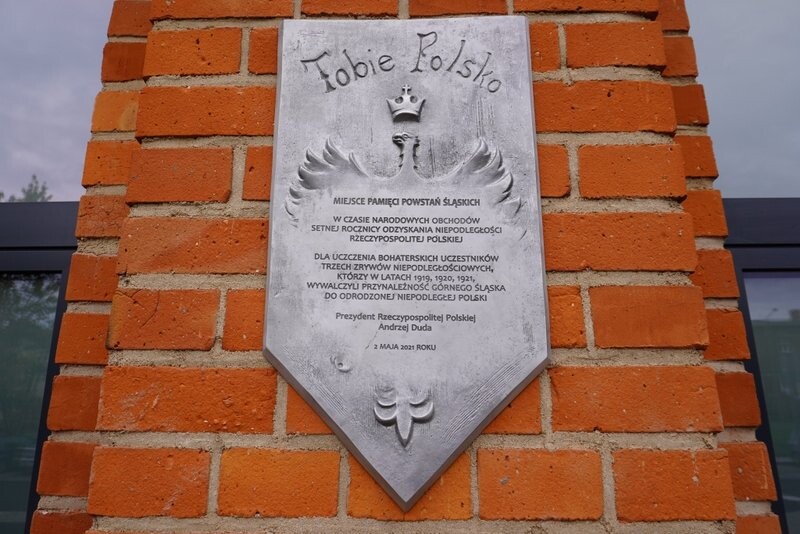 Tobie Polsko
MIEJSCE PAMIĘCI POWSTAŃ ŚLĄSKICH
W CZASIE NARODOWYCH OBCHODÓW
SETNEJ ROCZNICY ODZYSKANIA NIEPODLEGŁOŚCI
RZECZYPOSPOLITEJ POLSKIEJ
DLA UCZCZENIA BOHATERSKICH UCZESTNIKÓW
TRZECH ZRYWÓW NIEPODLEGŁOŚCIOWYCH,
KTÓRZY W LATACH 1919, 1920, 1921,
WYWALCZYLI PRZYNALEŻNOŚĆ GÓRNEGO ŚLĄSKA
DO ODRODZONEJ NIEPODLEGŁEJ POLSKI
Prezydent Rzeczypospolitej Polskiej
Andrzej Duda
2 MAJA 2021 ROKU